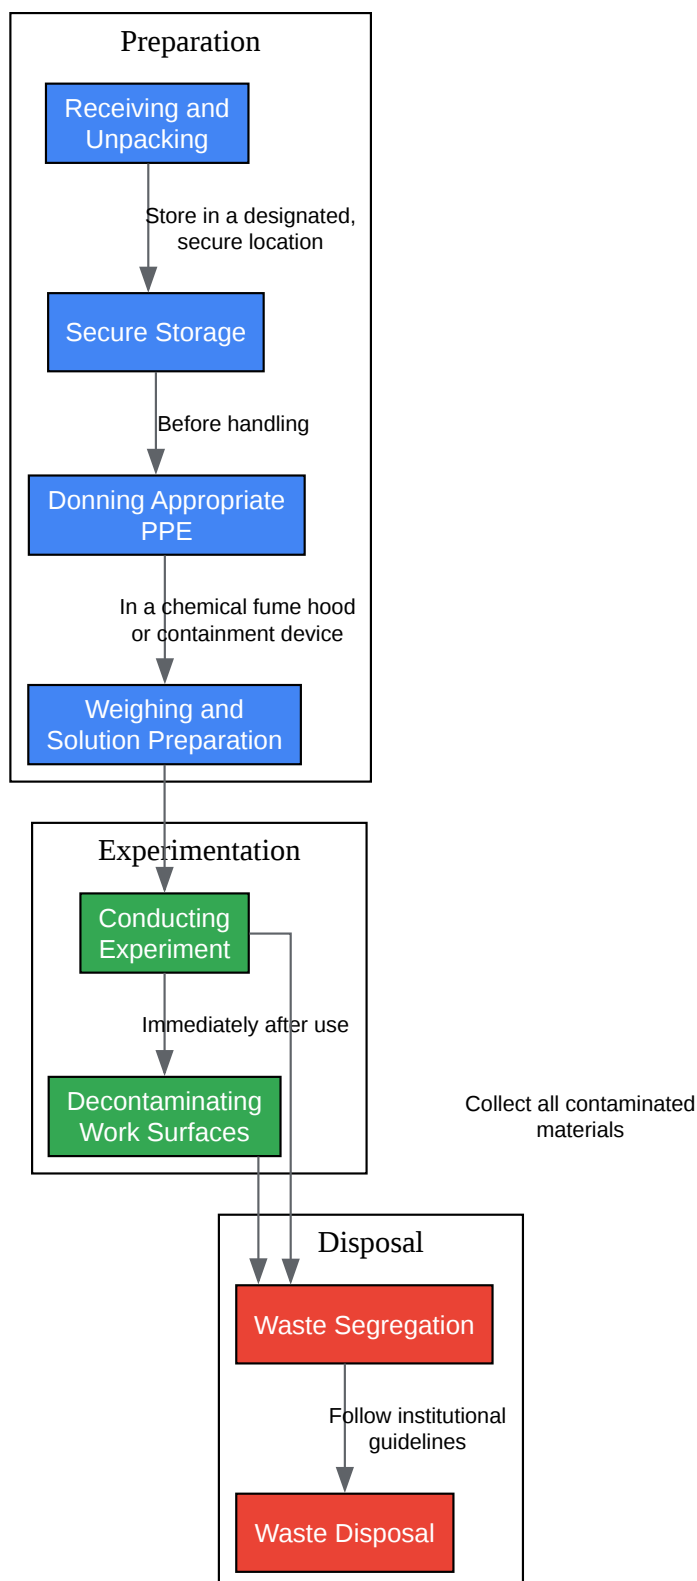 Preparation
Receiving and
Unpacking
Store in a designated,
secure location
Secure Storage
Before handling
Donning Appropriate
PPE
In a chemical fume hood
or containment device
Weighing and
Solution Preparation
Experimentation
Conducting
Experiment
Immediately after use
Decontaminating
Work Surfaces
Collect all contaminated
materials
Disposal
Waste Segregation
Follow institutional
guidelines
Waste Disposal